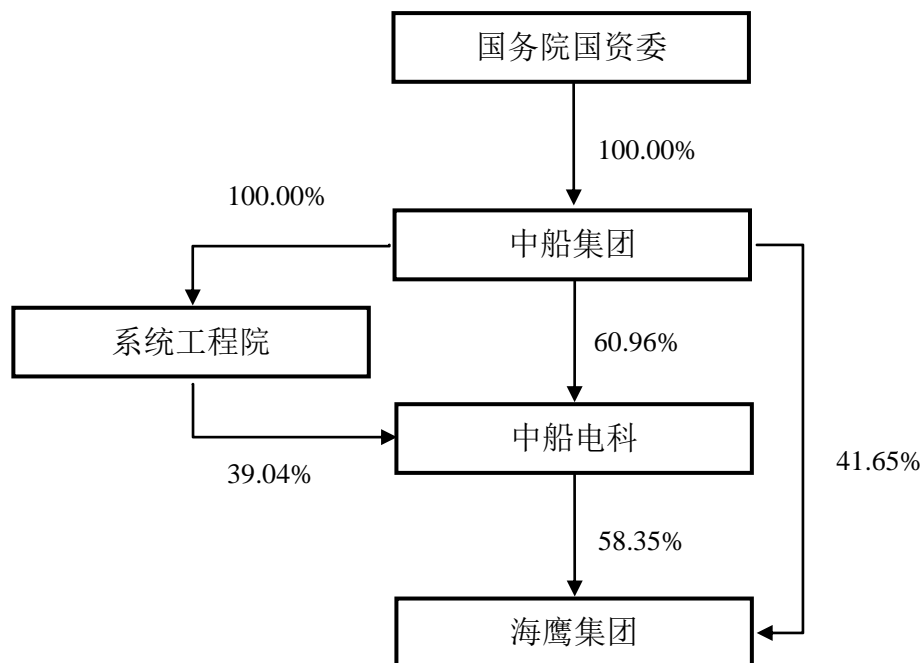 国务院国资委
100.00%
100.00%
中船集团
系统工程院
60.96%
中船电科
39.04%
41.65%
58.35%
海鹰集团